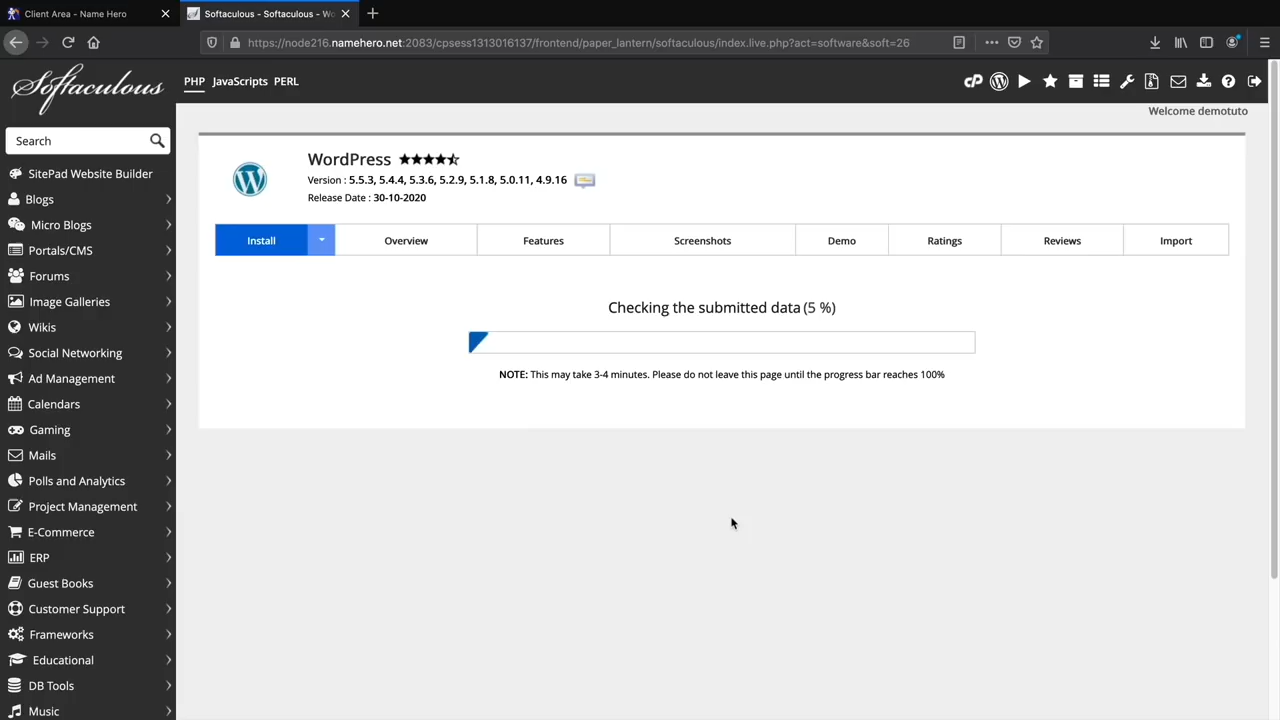 Client Area - Name Hero
Softaculous - Softaculous - Wo
https://node216.namehero.net:2083/cpsess1313016137/frontend/paper_lantern/softaculous/index.live.php?act=software&soft=26
Softaculous
PHP JavaScripts PERL
cP
Welcome demotuto
Search
SitePad Website Builder
Blogs
Micro Blogs
Portals/CMS
Forums
Image Galleries
Wikis
Social Networking
Ad Management
Calendars
Gaming
Mails
Polls and Analytics
Project Management
E-Commerce
ERP
Guest Books
Customer Support
Frameworks
Educational
DB Tools
Music
WordPress
Version : 5.5.3, 5.4.4, 5.3.6, 5.2.9, 5.1.8, 5.0.11, 4.9.16
Release Date : 30-10-2020
Install Overview Features Screenshots Demo Ratings Reviews Import
Checking the submitted data (5 %)
NOTE: This may take 3-4 minutes. Please do not leave this page until the progress bar reaches 100%